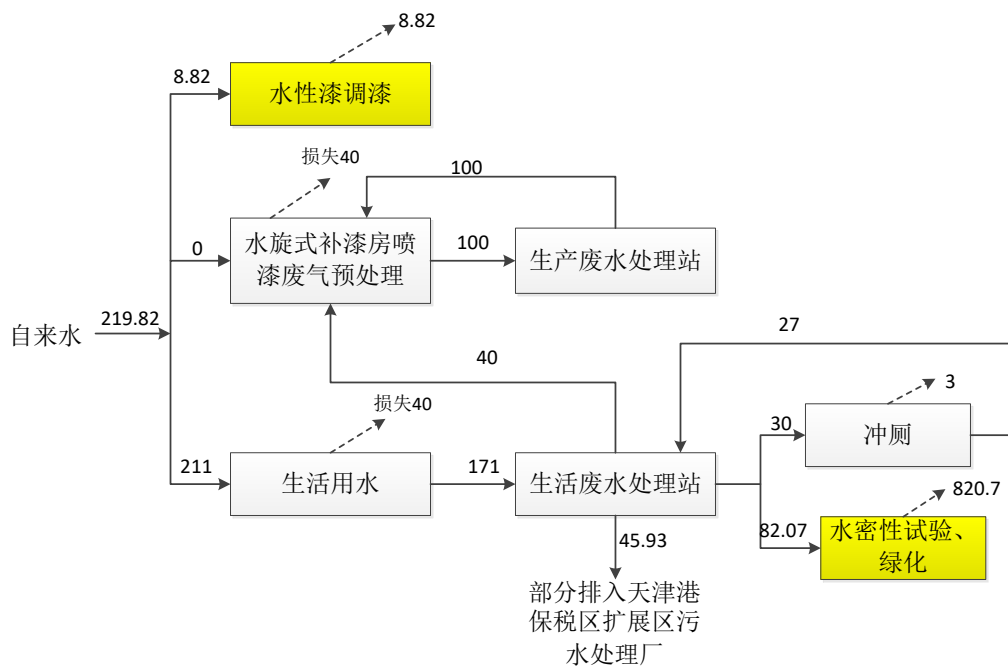 8.82
8.82
水性漆调漆
损失40
100
水旋式补漆房喷
漆废气预处理
0
100
生产废水处理站
自来水
219.82
27
40
3
损失40
30
冲厕
211
生活用水
171
生活废水处理站
820.7
82.07
水密性试验、
绿化
45.93
部分排入天津港
保税区扩展区污
水处理厂